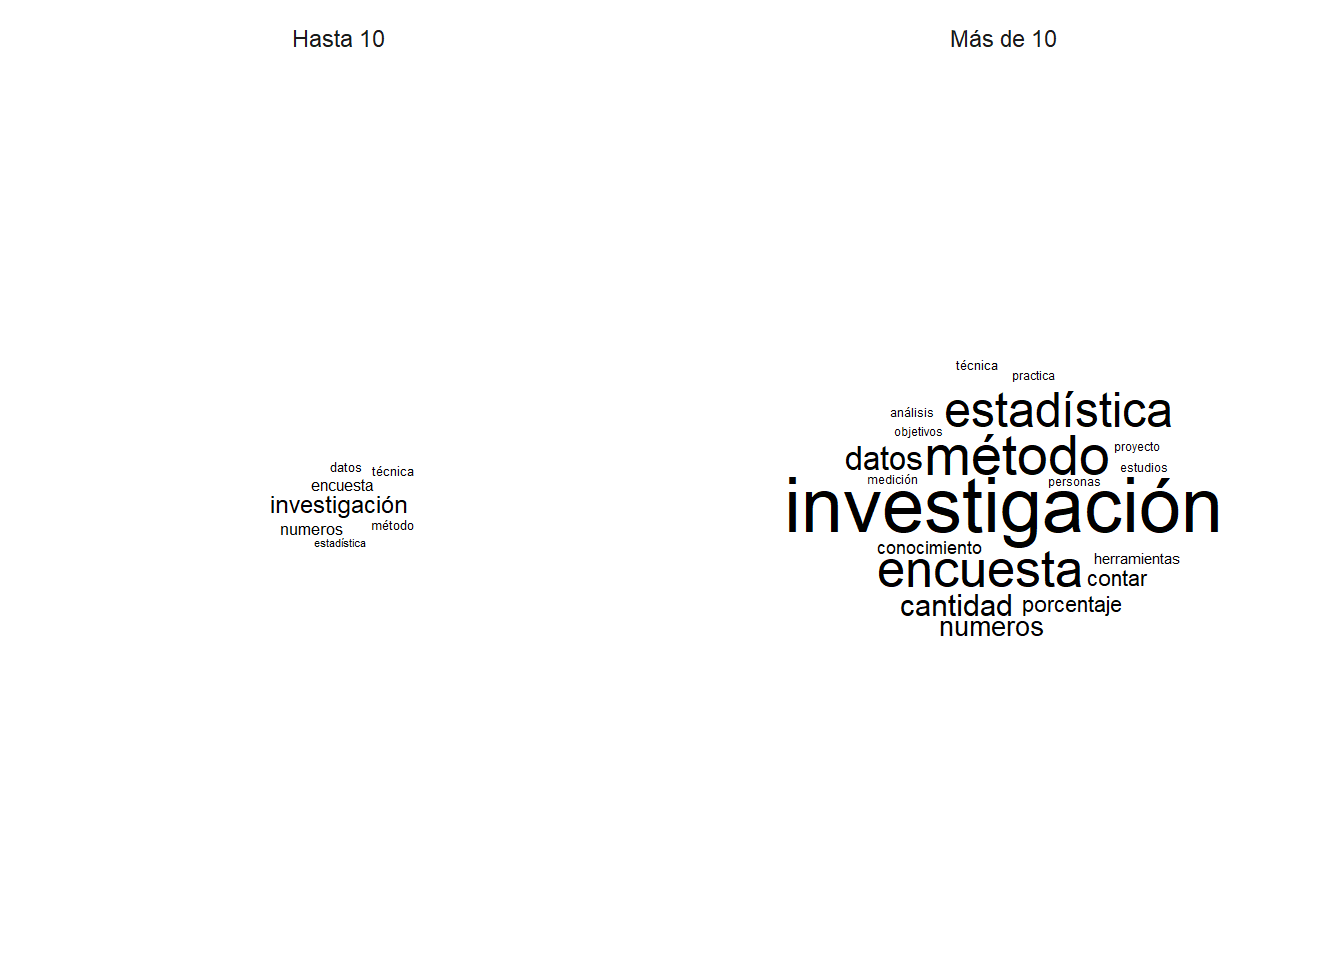 Hasta 10
Más de 10
datos
técnica
encuesta
investigación
numeros
método
estadística
técnica
practica
estadística
análisis
objetivos
método
datos
proyecto
estudios
medición
personas
investigación
conocimiento
encuesta
herramientas
contar
cantidad
porcentaje
numeros